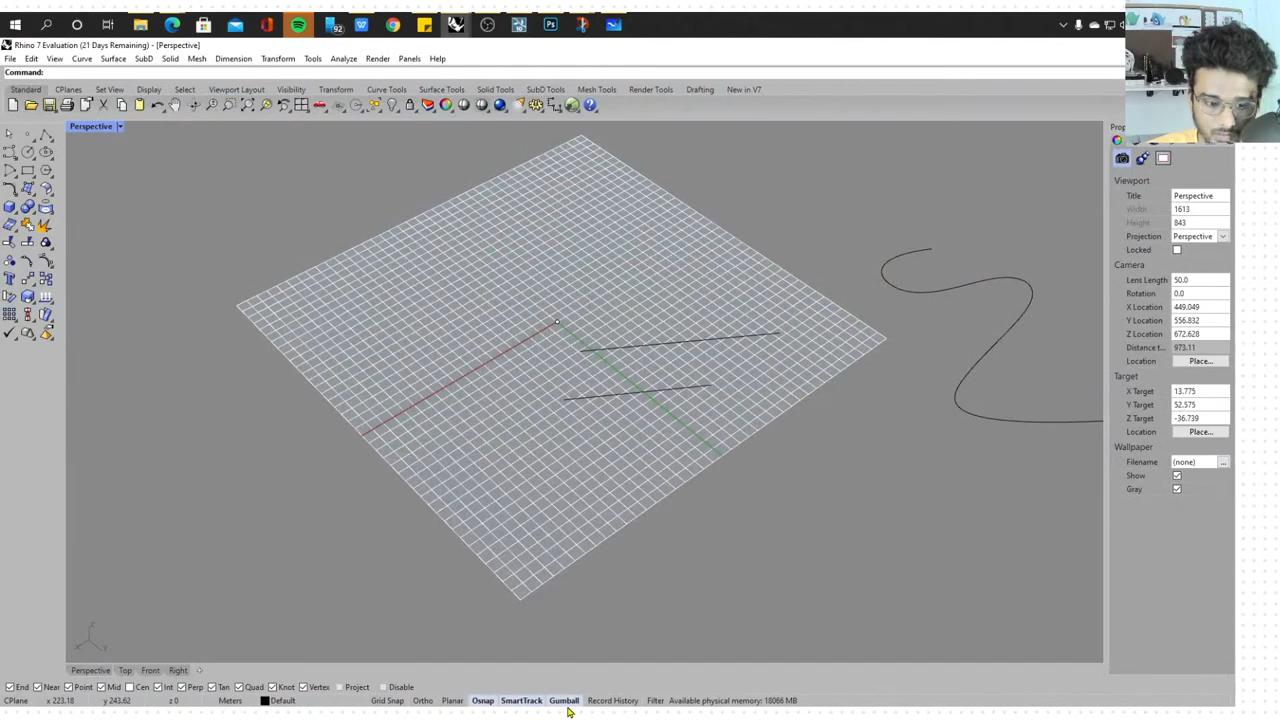 92
Rhino 7 Evaluation (21 Days Remaining) - [Perspective]
File Edit View Curve Surface SubD Solid Mesh Dimension Transform Tools Analyze Render Panels Help
Command:
Standard CPlanes Set View Display Select Viewport Layout Visibility Transform Curve Tools Surface Tools Solid Tools SubD Tools Mesh Tools Render Tools Drafting New in V7
Perspective
Viewport
Title Perspective
Width 1613
Height 843
Projection Perspective
Locked
Camera
Lens Length 50.0
Rotation 0.0
X Location 449.049
Y Location 556.832
Z Location 672.628
Distance t... 973.11
Location Place...
Target
X Target 13.775
Y Target 52.575
Z Target -36.739
Location Place...
Wallpaper
Filename (none) ...
Show
Gray
z
x y
Perspective Top Front Right
End Near Point Mid Cen Int Perp Tan Quad Knot Vertex Project Disable
CPlane x 223.18 y 243.62 z 0 Meters Default Grid Snap Ortho Planar Osnap SmartTrack Gumball Record History Filter Available physical memory: 18066 MB